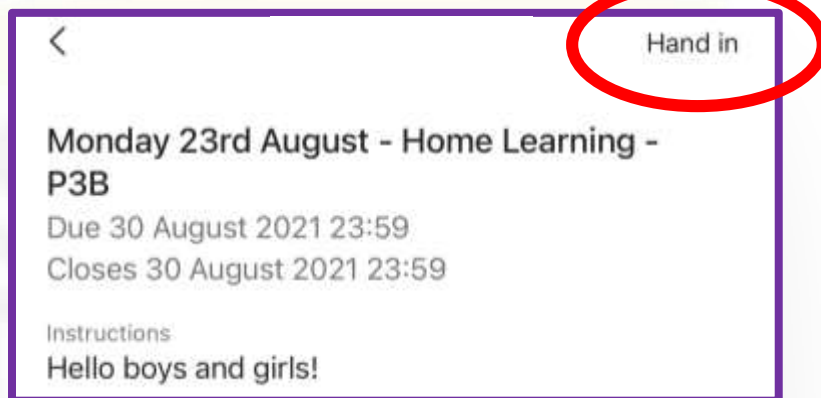 Hand in
Monday 23rd August - Home Learning -
P3B
Due 30 August 2021 23:59
Closes 30 August 2021 23:59
Instructions
Hello boys and girls!